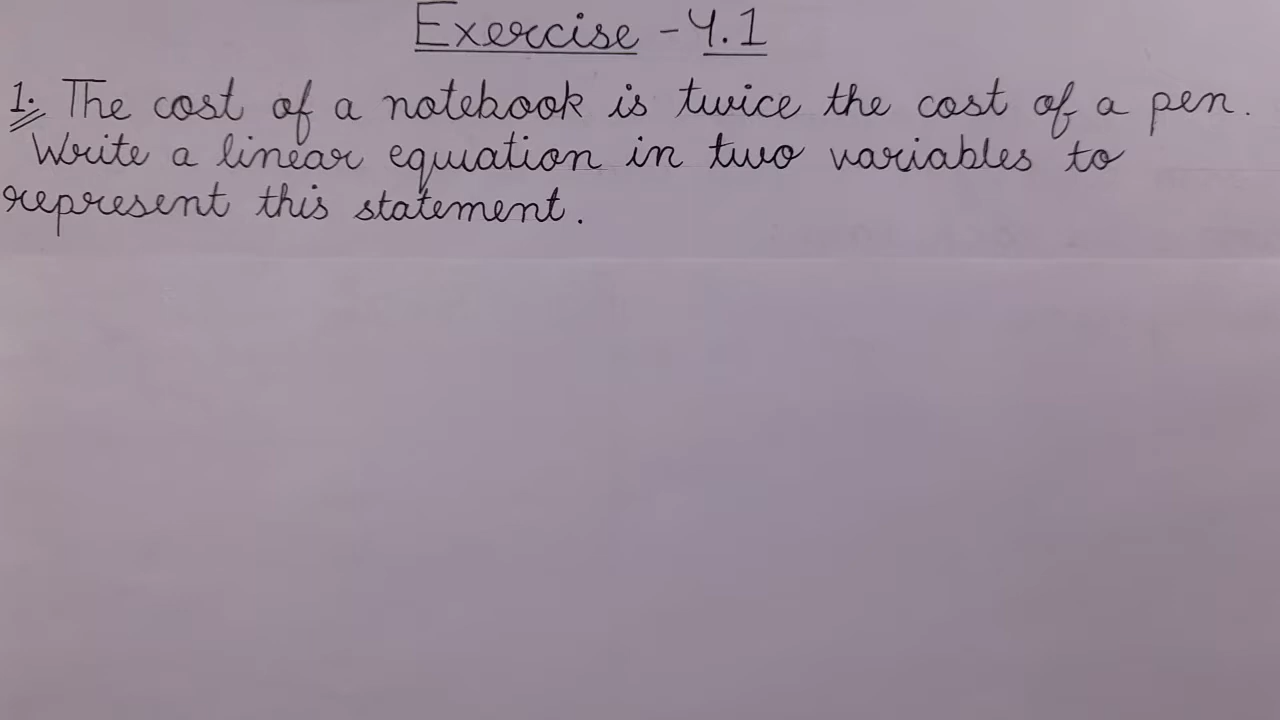 Exercise - 4.1
1. The cost of a notebook is twice the cost of a pen.
Write a linear equation in two variables to
represent this statement.